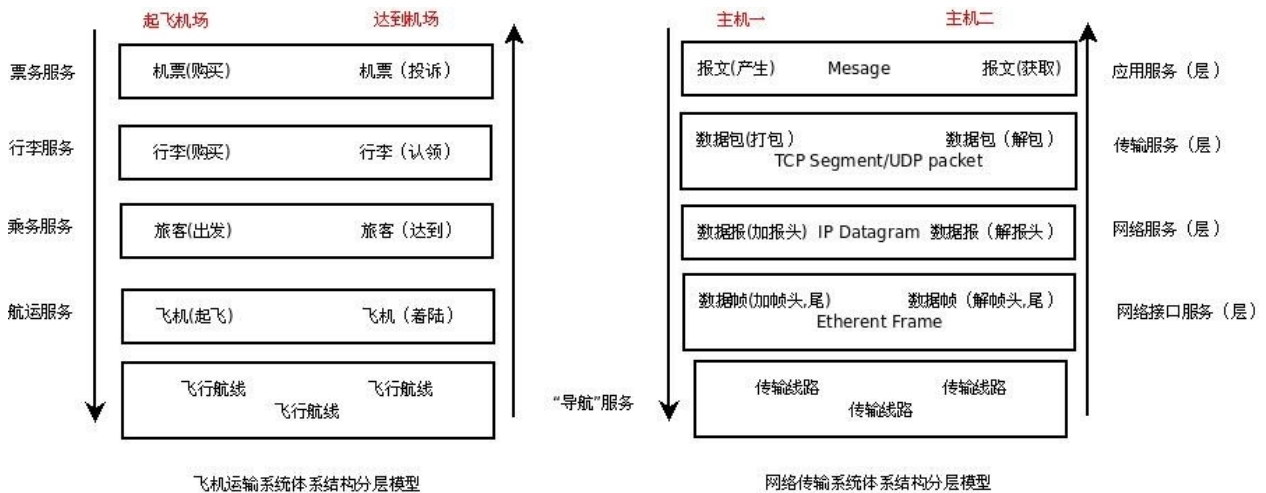 起飞机场 达到机场 主机一 主机二
票务服务 机票(购买) 机票（投诉） 报文(产生) Mesage 报文(获取) 应用服务（层）
行李服务 行李(购买) 行李（认领） 数据包(打包） 数据包（解包） 传输服务（层）
TCP Segment/UDP packet
乘务服务 旅客(出发) 旅客（达到） 数据报(加报头） IP Datagram 数据报（解报头） 网络服务（层）
航运服务 飞机(起飞) 飞机（着陆） 数据帧(加帧头,尾） 数据帧（解帧头,尾） 网络接口服务（层）
Etherent Frame
飞行航线 飞行航线 传输线路 传输线路
飞行航线 “导航”服务 传输线路
飞机运输系统体系结构分层模型 网络传输系统体系结构分层模型